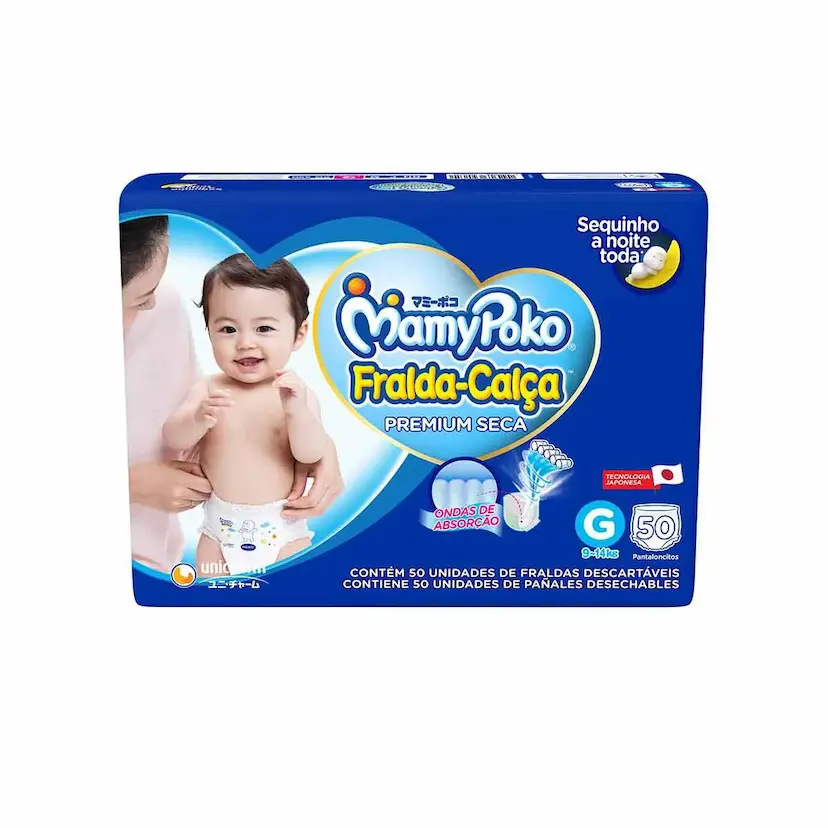 Sequinho
a noite
toda
マミーポコ
MamyPoko
Fralda-Calça
PREMIUM SECA
ONDAS DE
ABSORÇÃO
TECNOLOGIA
JAPONESA
G
9~14KG
50
Pantaloncitos
unicharm
ユニ・チャーム
CONTÉM 50 UNIDADES DE FRALDAS DESCARTÁVEIS
CONTIENE 50 UNIDADES DE PAÑALES DESECHABLES